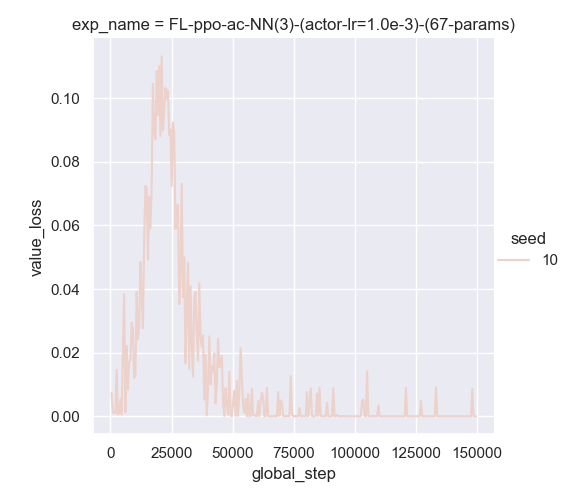 exp_name = FL-ppo-ac-NN(3)-(actor-lr=1.0e-3)-(67-params)
0.10
0.08
0.06
0.04
0.02
0.00
value_loss
0 25000 50000 75000 100000 125000 150000
global_step
seed
10